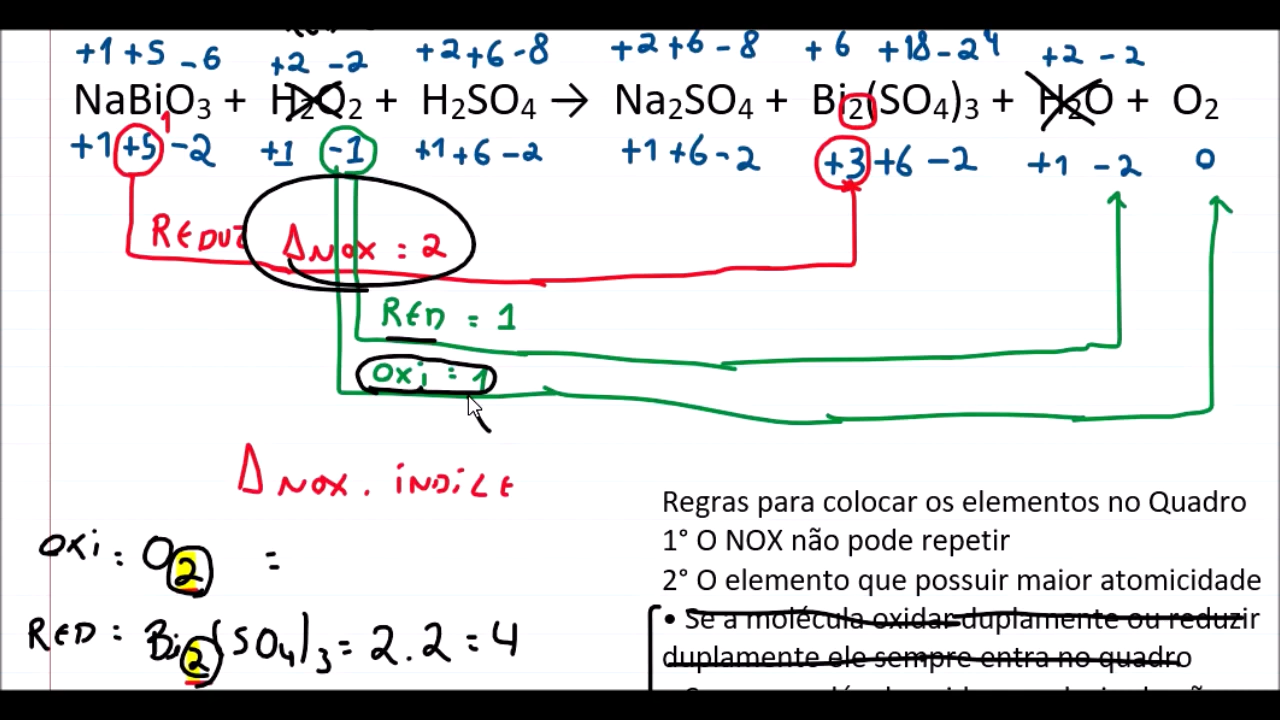 +1 +5 -6 +2 -2 +2 +6 -8 +2 +6 -8 +6 +18 -24 +2 -2
NaBiO₃ + H₂O₂ + H₂SO₄ → Na₂SO₄ + Bi₂(SO₄)₃ + H₂O + O₂
1
+1 +5 -2 +1 -1 +1 +6 -2 +1 +6 -2 +3 +6 -2 +1 -2 0
REDUZ ΔNOX = 2
RED = 1
Oxi = 1
ΔNOX . índice
Regras para colocar os elementos no Quadro
Oxi : O₂ =
1° O NOX não pode repetir
2° O elemento que possuir maior atomicidade
• Se a molécula oxidar duplamente ou reduzir
RED : Bi₂(SO₄)₃ = 2.2 = 4
duplamente ele sempre entra no quadro